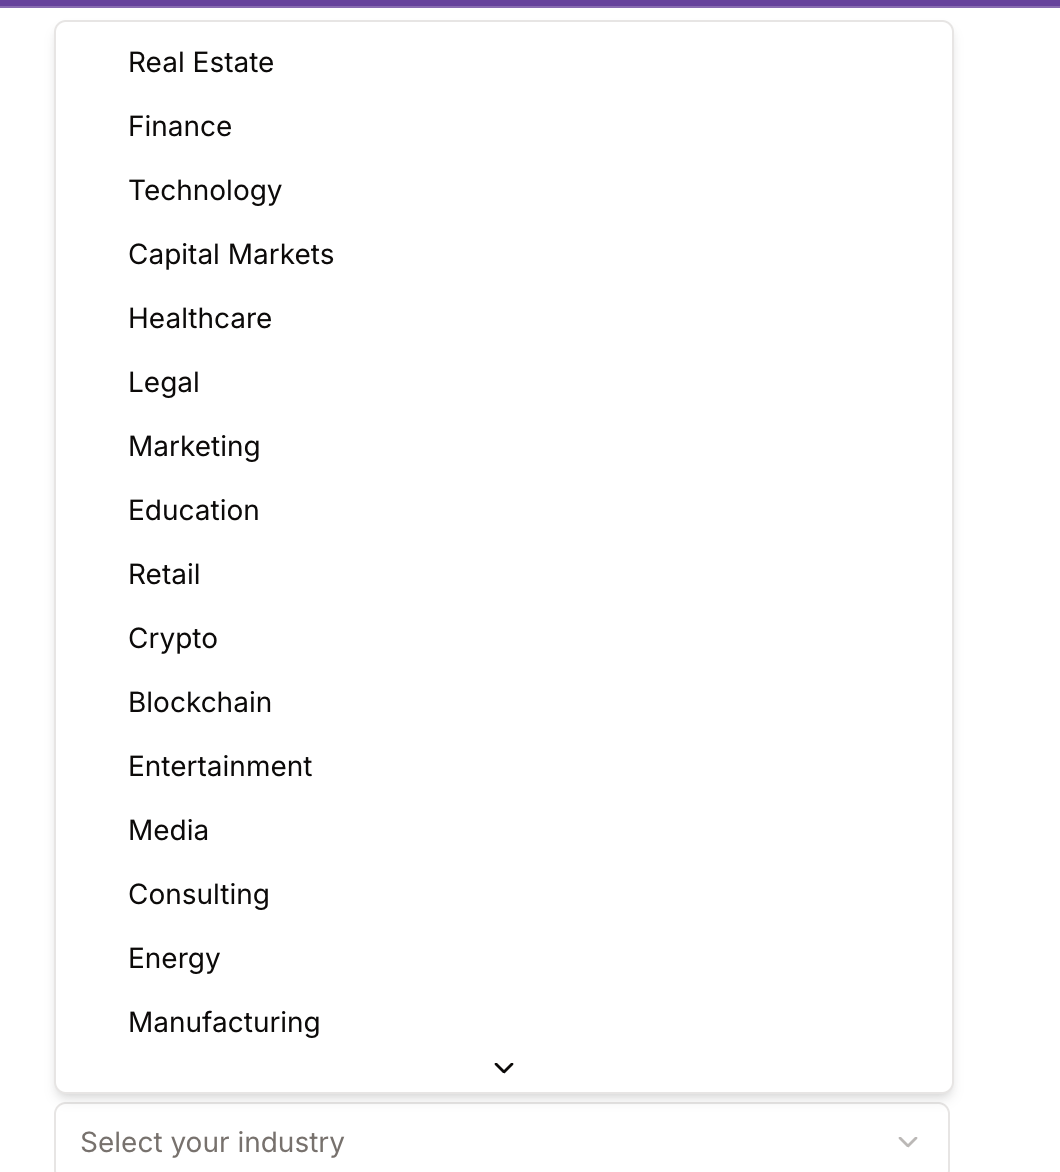 Real Estate
Finance
Technology
Capital Markets
Healthcare
Legal
Marketing
Education
Retail
Crypto
Blockchain
Entertainment
Media
Consulting
Energy
Manufacturing
Select your industry